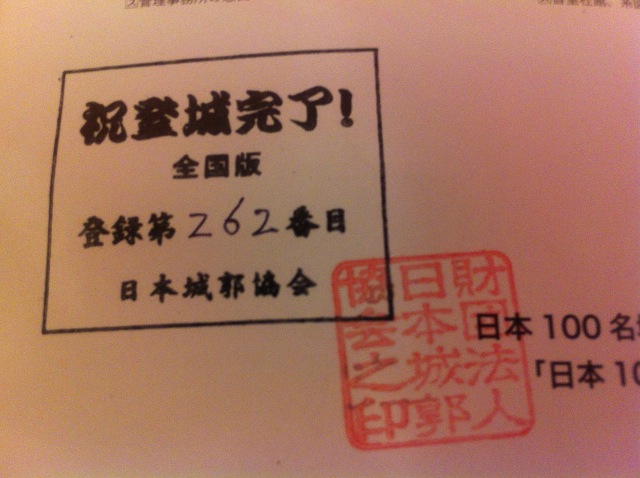 祝登城完了!
全国版
登録第262番目
日本城郭協会
財団法人
日本城郭
協会之印
日本100名城
「日本10